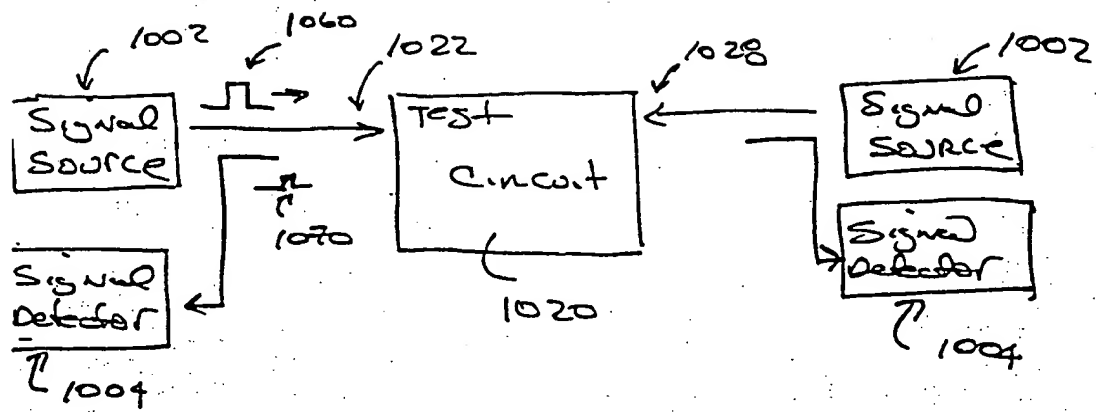 1002
1060
1022
1028
1002
Signal
Source
Test
Circuit
Signal
Source
1070
Signal
Detector
Signal
Detector
1020
1004
1004